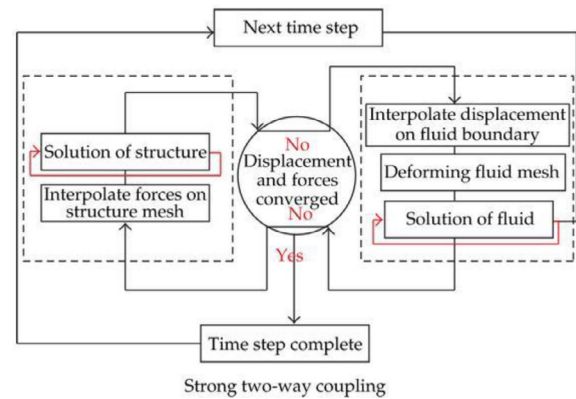 Next time step
Solution of structure
Interpolate forces on
structure mesh
No
Displacement
and forces
converged
No
Yes
Interpolate displacement
on fluid boundary
Deforming fluid mesh
Solution of fluid
Time step complete
Strong two-way coupling